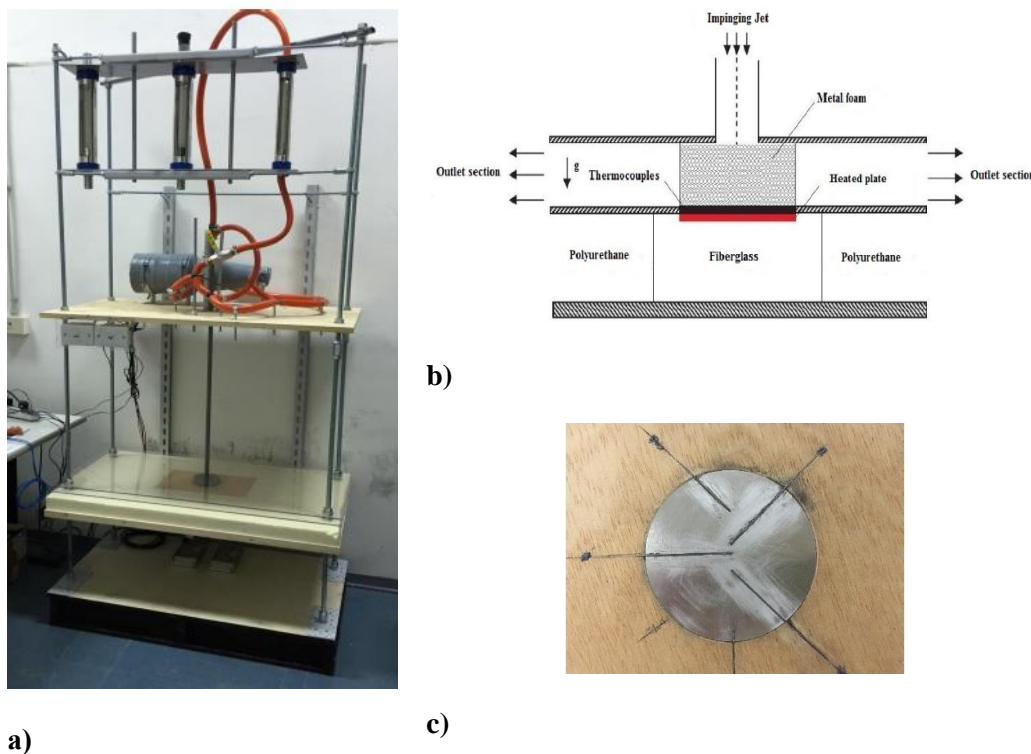 Impinging Jet
Metal foam
g
Outlet section
Thermocouples
Heated plate
Outlet section
Polyurethane
Fiberglass
Polyurethane
b)
a)
c)